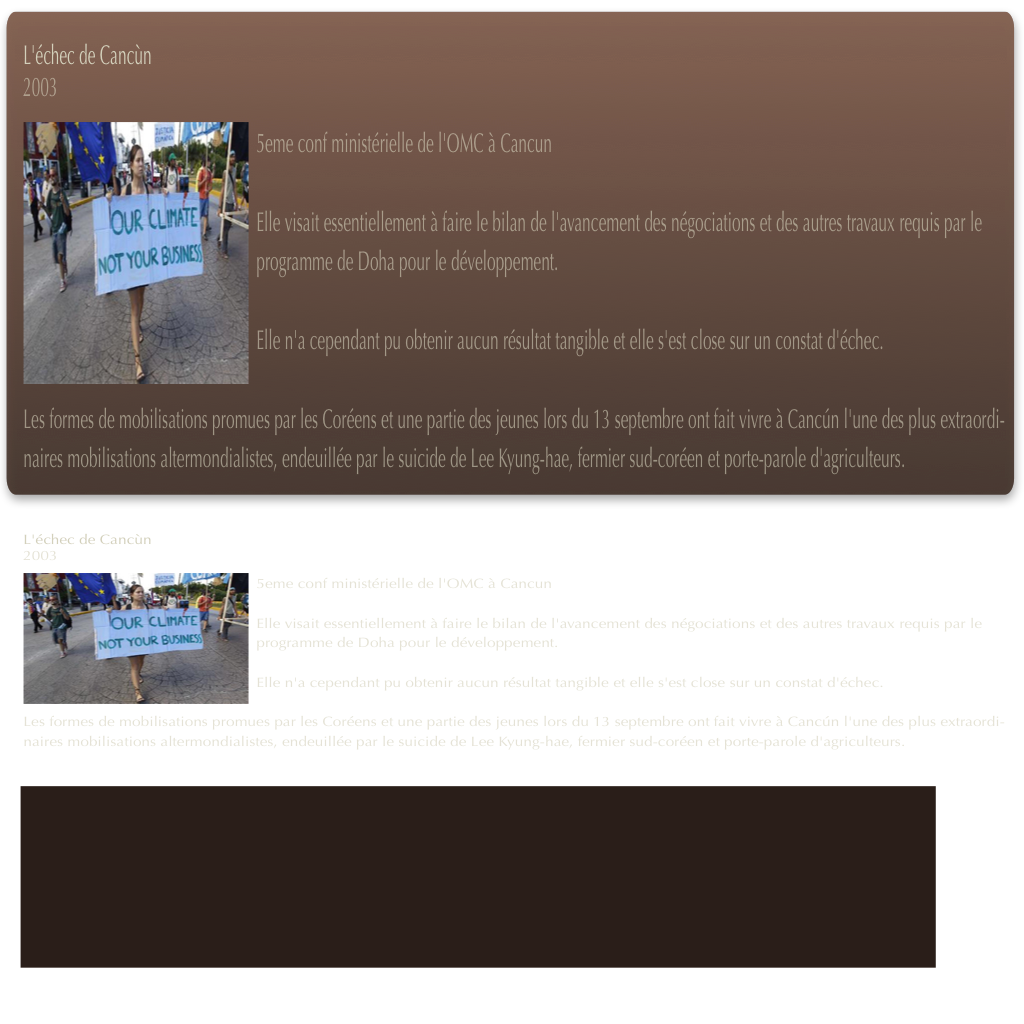 L'échec de Cancùn
2003
OUR CLIMATE
NOT YOUR BUSINESS
5eme conf ministérielle de l'OMC à Cancun
Elle visait essentiellement à faire le bilan de l'avancement des négociations et des autres travaux requis par le
programme de Doha pour le développement.
Elle n'a cependant pu obtenir aucun résultat tangible et elle s'est close sur un constat d'échec.
Les formes de mobilisations promues par les Coréens et une partie des jeunes lors du 13 septembre ont fait vivre à Cancún l'une des plus extraordi-
naires mobilisations altermondialistes, endeuillée par le suicide de Lee Kyung-hae, fermier sud-coréen et porte-parole d'agriculteurs.
L'échec de Cancùn
2003
OUR CLIMATE
NOT YOUR BUSINESS
5eme conf ministérielle de l'OMC à Cancun
Elle visait essentiellement à faire le bilan de l'avancement des négociations et des autres travaux requis par le
programme de Doha pour le développement.
Elle n'a cependant pu obtenir aucun résultat tangible et elle s'est close sur un constat d'échec.
Les formes de mobilisations promues par les Coréens et une partie des jeunes lors du 13 septembre ont fait vivre à Cancún l'une des plus extraordi-
naires mobilisations altermondialistes, endeuillée par le suicide de Lee Kyung-hae, fermier sud-coréen et porte-parole d'agriculteurs.